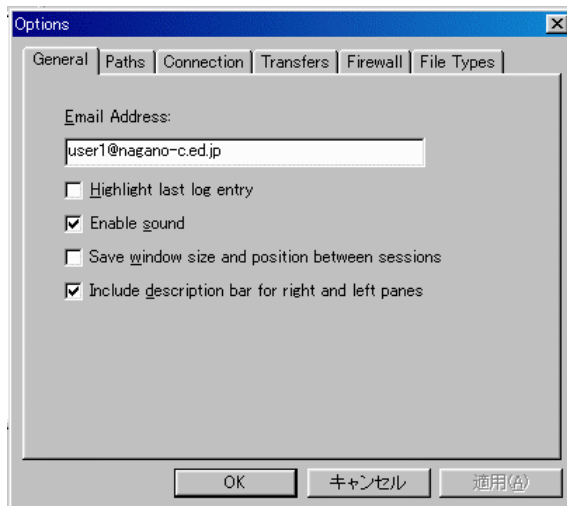 Options
General Paths Connection Transfers Firewall File Types
Email Address:
user1@nagano-c.ed.jp
Highlight last log entry
Enable sound
Save window size and position between sessions
Include description bar for right and left panes
OK キャンセル 適用(A)